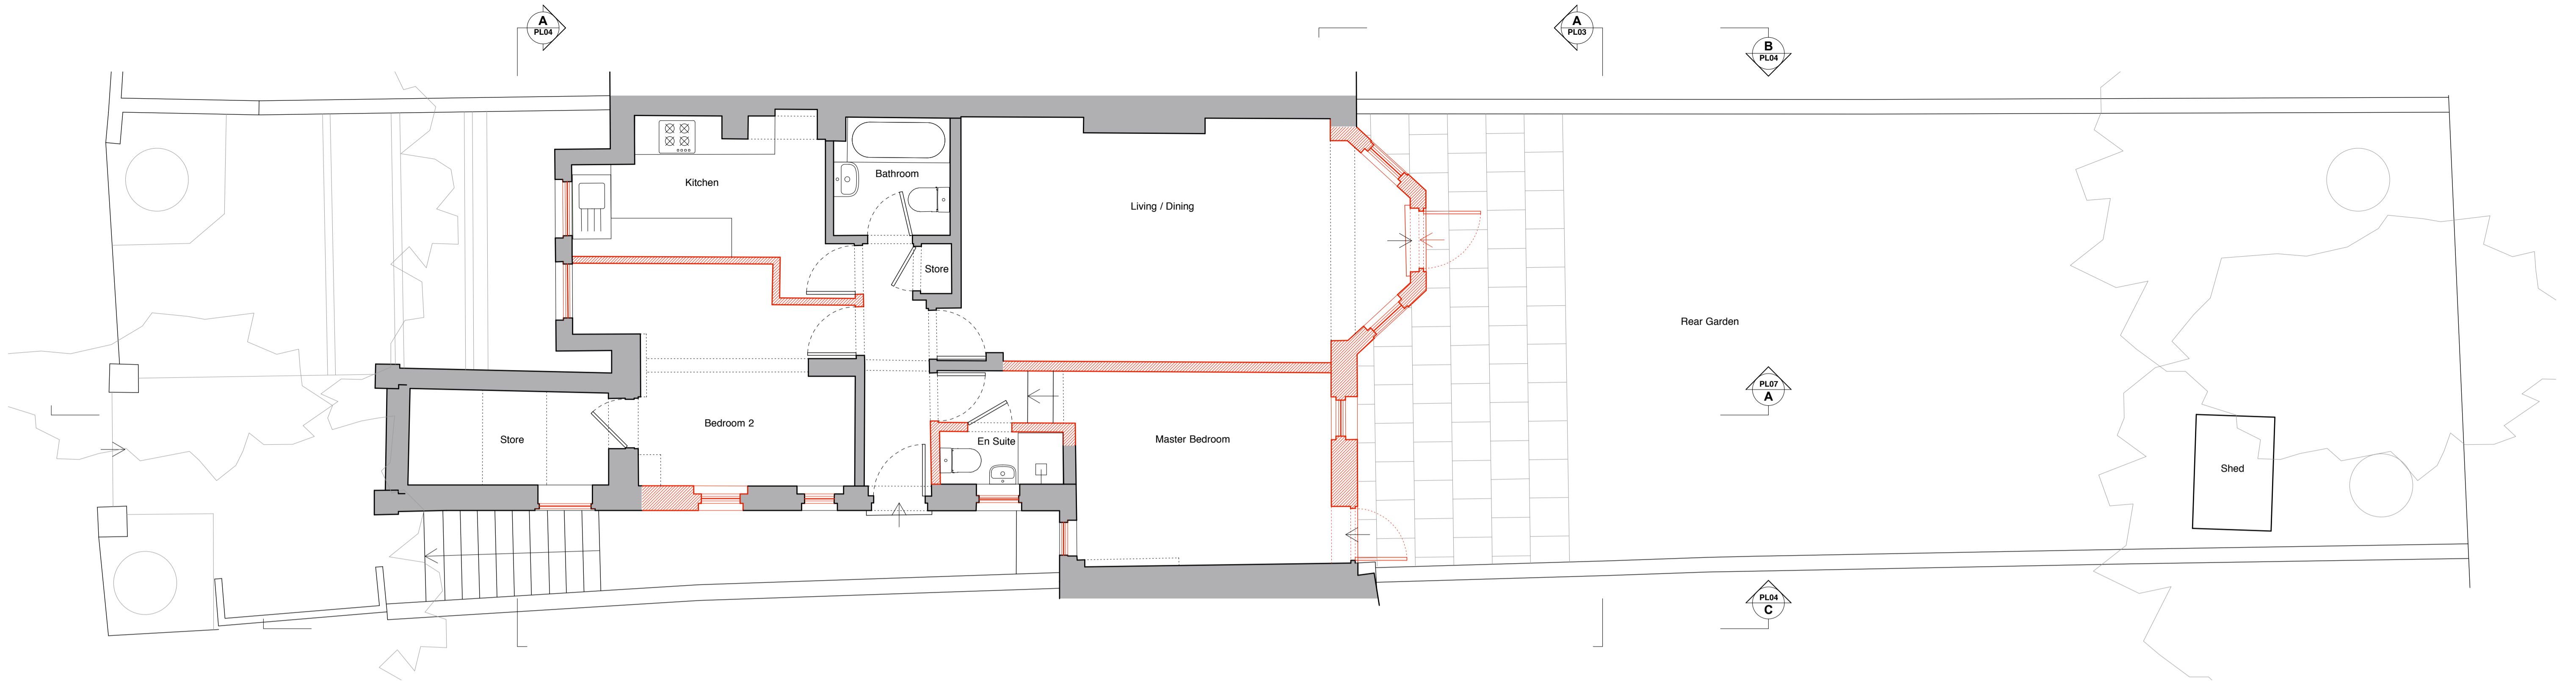 A
PL04
A
PL03
B
PL04
Kitchen
Bathroom
Living / Dining
Store
Rear Garden
PL07
A
Bedroom 2
Store
En Suite
Master Bedroom
Shed
PL04
C